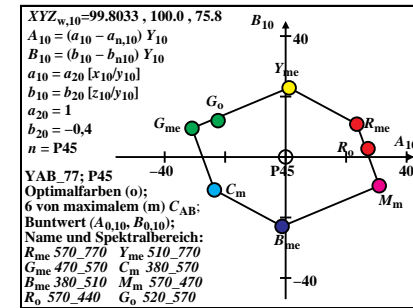 XYZw,10=99.8033 , 100.0 , 75.8
A10 = (a10 – an,10) Y10
B10 = (b10 – bn10) Y10
a10 = a20 [x10/y10]
b10 = b20 [z10/y10]
a20 = 1
b20 = –0,4
n = P45
YAB_77; P45
Optimalfarben (o);
6 von maximalem (m) CAB;
Buntwert (A0,10, B0,10);
Name und Spektralbereich:
Rme 570_770 Yme 510_770
Gme 470_570 Cm 380_570
Bme 380_510 Mm 570_470
Ro 570_440 Go 520_570
B10
40
Yme
Go
Gme
Rme
Ro
A10
–40
P45
40
Cm
Mm
Bme
–40